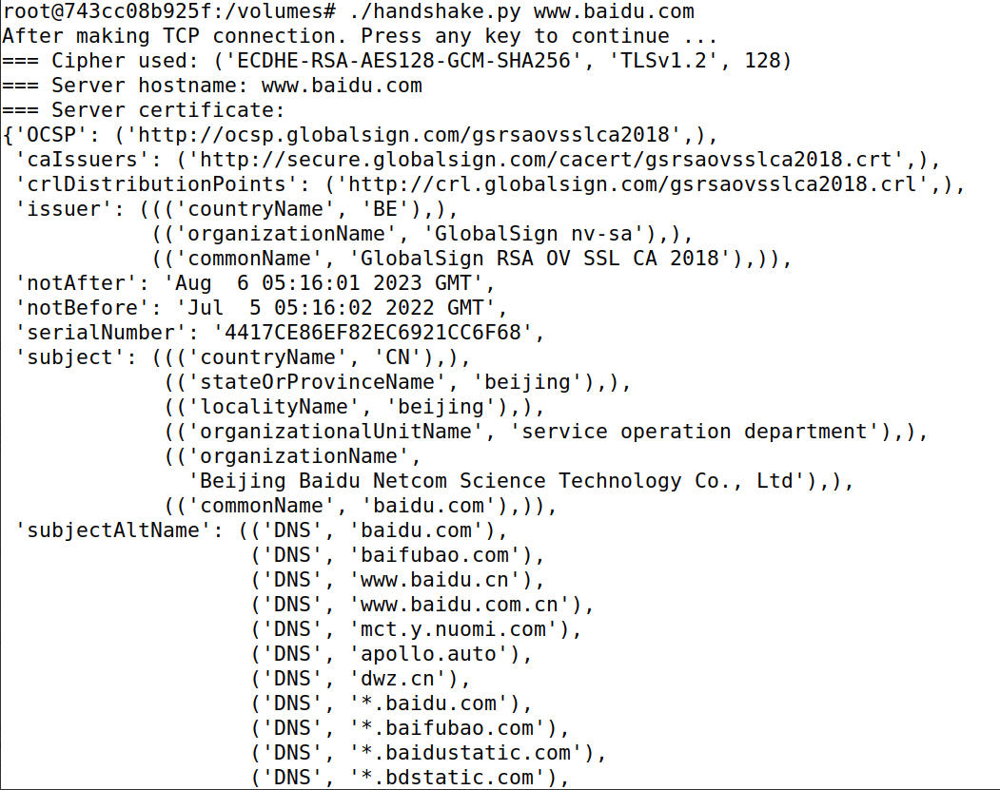 root@743cc08b925f:/volumes# ./handshake.py www.baidu.com
After making TCP connection. Press any key to continue ...
=== Cipher used: ('ECDHE-RSA-AES128-GCM-SHA256', 'TLSv1.2', 128)
=== Server hostname: www.baidu.com
=== Server certificate:
{'OCSP': ('http://ocsp.globalsign.com/gsrsaovsslca2018',),
 'caIssuers': ('http://secure.globalsign.com/cacert/gsrsaovsslca2018.crt',),
 'crlDistributionPoints': ('http://crl.globalsign.com/gsrsaovsslca2018.crl',),
 'issuer': ((('countryName', 'BE'),),
            (('organizationName', 'GlobalSign nv-sa'),),
            (('commonName', 'GlobalSign RSA OV SSL CA 2018'),)),
 'notAfter': 'Aug  6 05:16:01 2023 GMT',
 'notBefore': 'Jul  5 05:16:02 2022 GMT',
 'serialNumber': '4417CE86EF82EC6921CC6F68',
 'subject': ((('countryName', 'CN'),),
             (('stateOrProvinceName', 'beijing'),),
             (('localityName', 'beijing'),),
             (('organizationalUnitName', 'service operation department'),),
             (('organizationName',
               'Beijing Baidu Netcom Science Technology Co., Ltd'),),
             (('commonName', 'baidu.com'),)),
 'subjectAltName': (('DNS', 'baidu.com'),
                    ('DNS', 'baifubao.com'),
                    ('DNS', 'www.baidu.cn'),
                    ('DNS', 'www.baidu.com.cn'),
                    ('DNS', 'mct.y.nuomi.com'),
                    ('DNS', 'apollo.auto'),
                    ('DNS', 'dwz.cn'),
                    ('DNS', '*.baidu.com'),
                    ('DNS', '*.baifubao.com'),
                    ('DNS', '*.baidustatic.com'),
                    ('DNS', '*.bdstatic.com'),